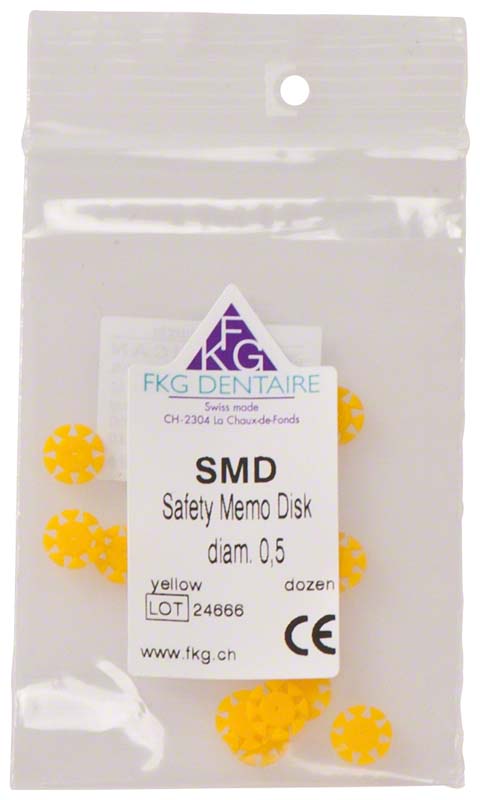 FKG
FKG DENTAIRE
Swiss made
CH-2304 La Chaux-de-Fonds
SMD
Safety Memo Disk
diam. 0,5
yellow dozen
LOT 24666
CE
www.fkg.ch